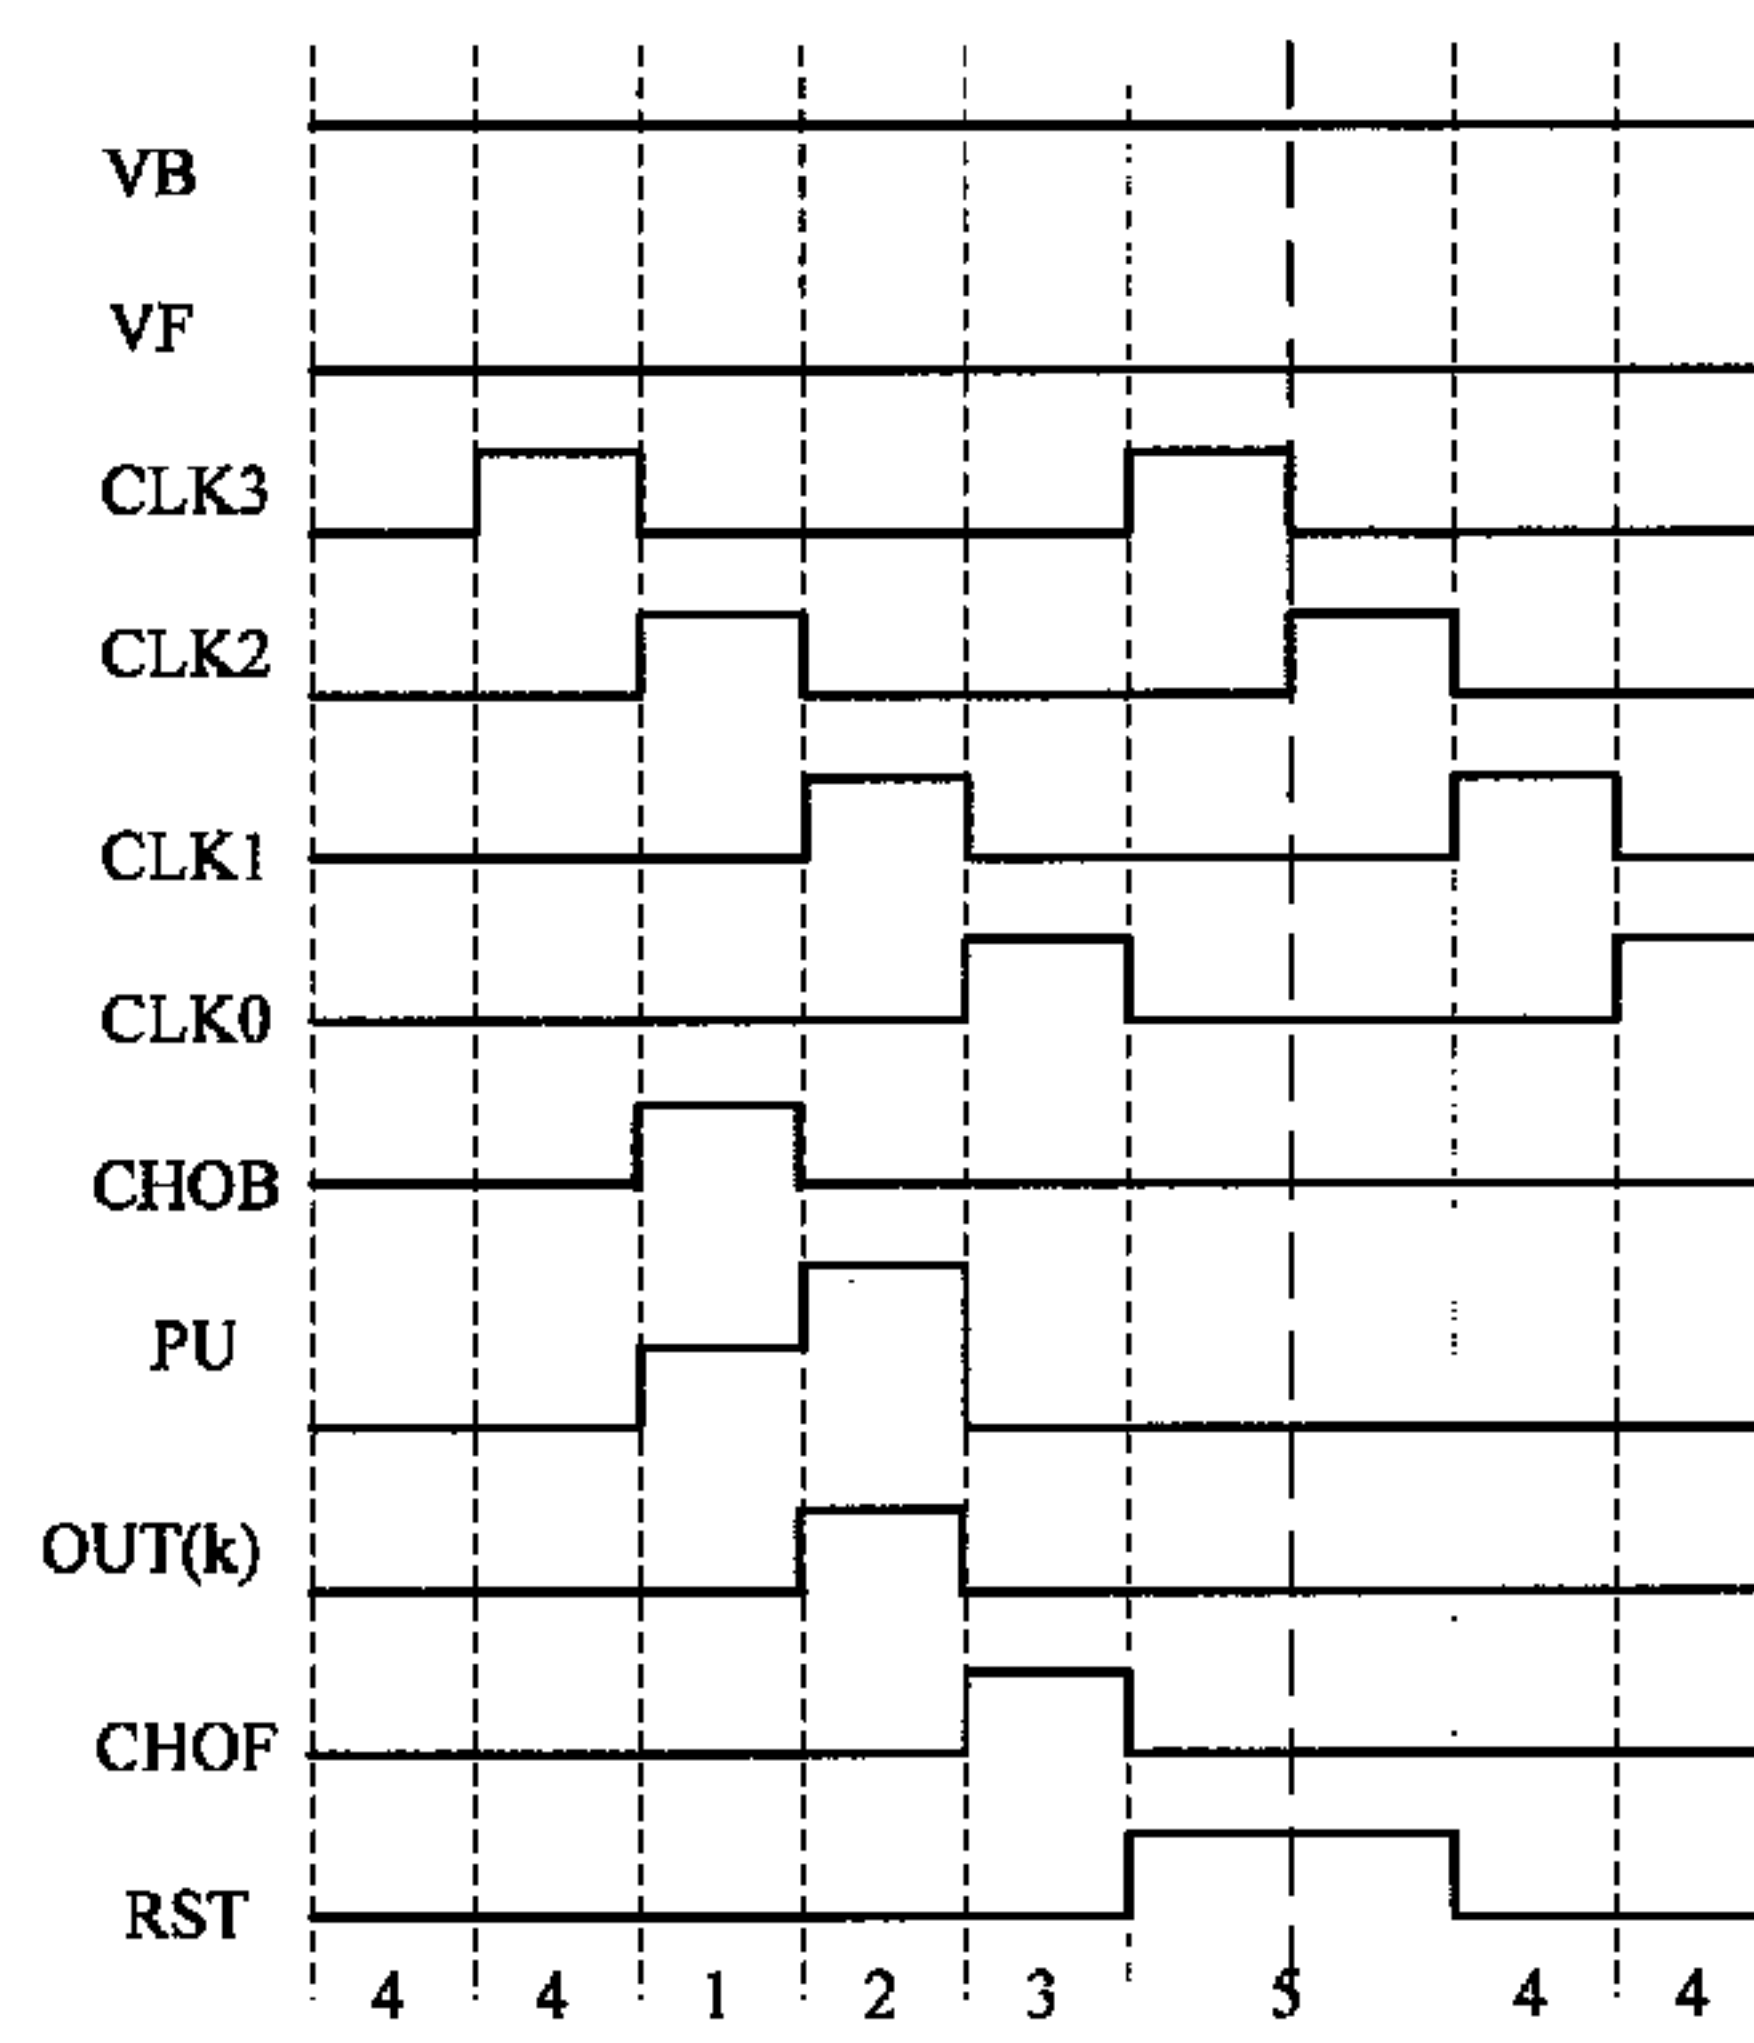 VB
VF
CLK3
CLK2
CLK1
CLK0
CHOB
PU
OUT(k)
CHOF
RST
4 4 1 2 3 5 4 4